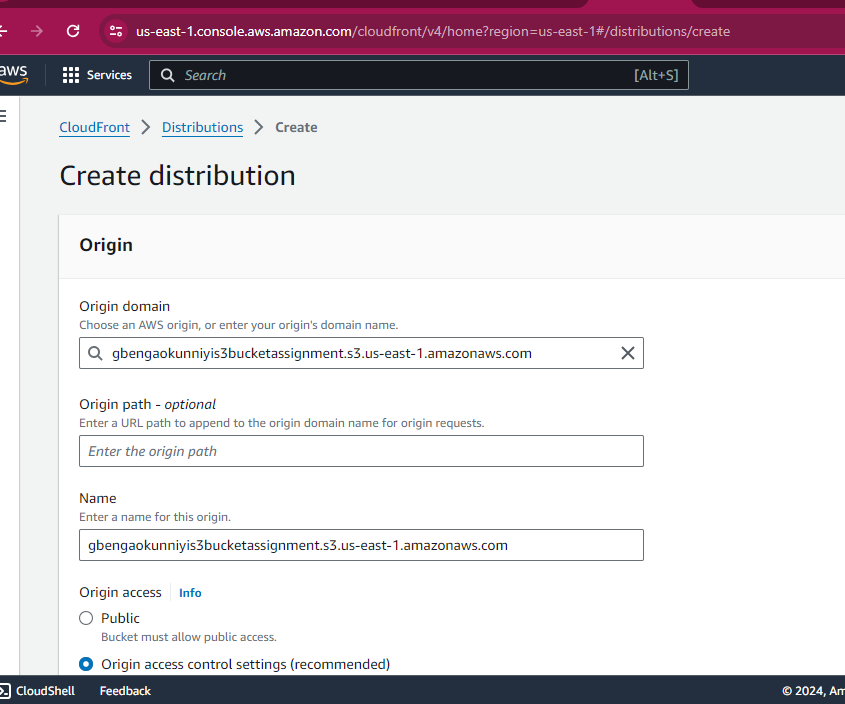 us-east-1.console.aws.amazon.com/cloudfront/v4/home?region=us-east-1#/distributions/create
aws Services Search [Alt+S]
CloudFront Distributions Create
Create distribution
Origin
Origin domain
Choose an AWS origin, or enter your origin's domain name.
gbengaokunniyis3bucketassignment.s3.us-east-1.amazonaws.com
Origin path - optional
Enter a URL path to append to the origin domain name for origin requests.
Enter the origin path
Name
Enter a name for this origin.
gbengaokunniyis3bucketassignment.s3.us-east-1.amazonaws.com
Origin access Info
Public
Bucket must allow public access.
Origin access control settings (recommended)
CloudShell Feedback © 2024, Am